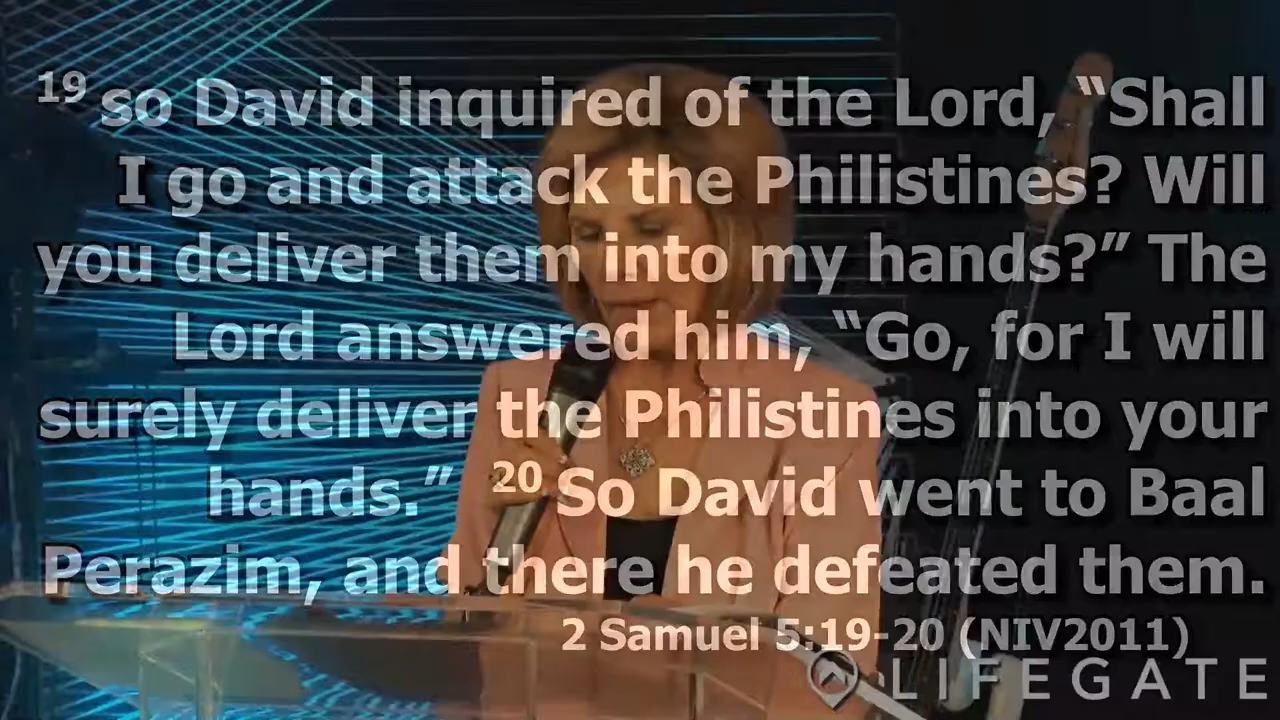 19 so David inquired of the Lord, “Shall
I go and attack the Philistines? Will
you deliver them into my hands?” The
Lord answered him, “Go, for I will
surely deliver the Philistines into your
hands.” 20 So David went to Baal
Perazim, and there he defeated them.
2 Samuel 5:19-20 (NIV2011)
LIFEGATE